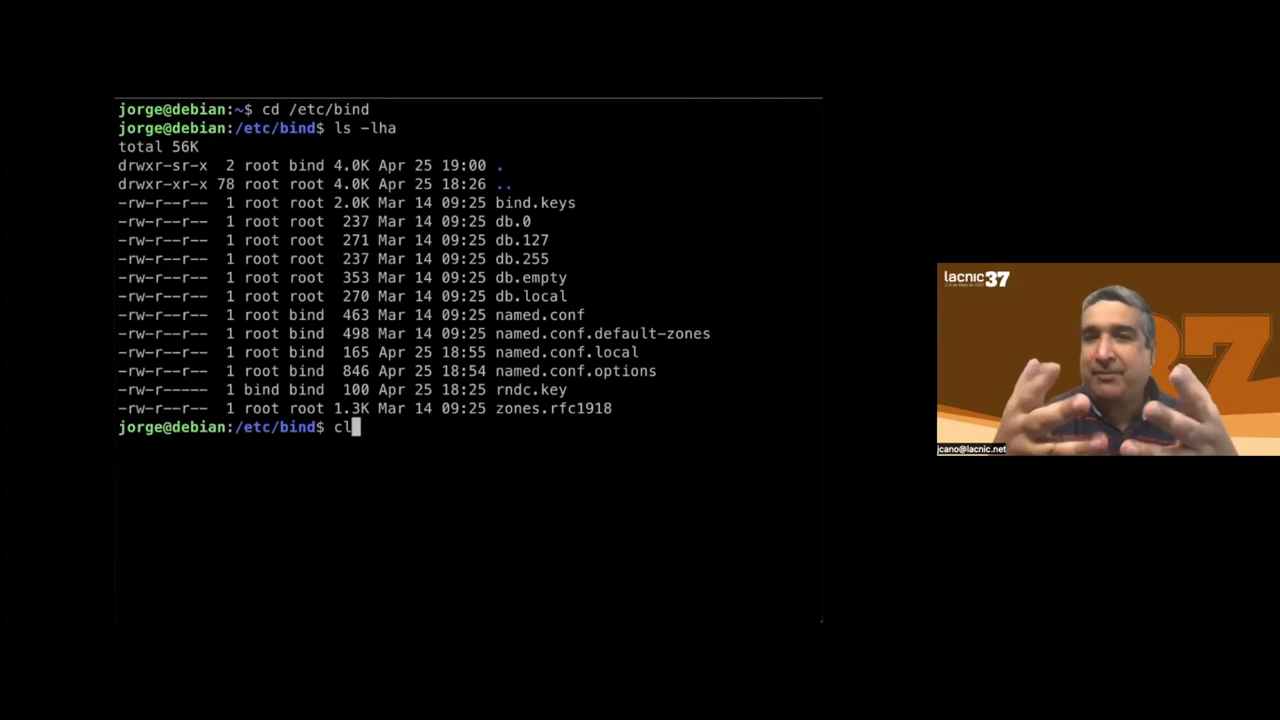 jorge@debian:~$ cd /etc/bind
jorge@debian:/etc/bind$ ls -lha
total 56K
drwxr-sr-x  2 root bind 4.0K Apr 25 19:00 .
drwxr-xr-x 78 root root 4.0K Apr 25 18:26 ..
-rw-r--r--  1 root root 2.0K Mar 14 09:25 bind.keys
-rw-r--r--  1 root root  237 Mar 14 09:25 db.0
-rw-r--r--  1 root root  271 Mar 14 09:25 db.127
-rw-r--r--  1 root root  237 Mar 14 09:25 db.255
-rw-r--r--  1 root root  353 Mar 14 09:25 db.empty
-rw-r--r--  1 root root  270 Mar 14 09:25 db.local
-rw-r--r--  1 root bind  463 Mar 14 09:25 named.conf
-rw-r--r--  1 root bind  498 Mar 14 09:25 named.conf.default-zones
-rw-r--r--  1 root bind  165 Apr 25 18:55 named.conf.local
-rw-r--r--  1 root bind  846 Apr 25 18:54 named.conf.options
-rw-r-----  1 bind bind  100 Apr 25 18:25 rndc.key
-rw-r--r--  1 root root 1.3K Mar 14 09:25 zones.rfc1918
jorge@debian:/etc/bind$ cl
lacnic 37
37
jcano@lacnic.net